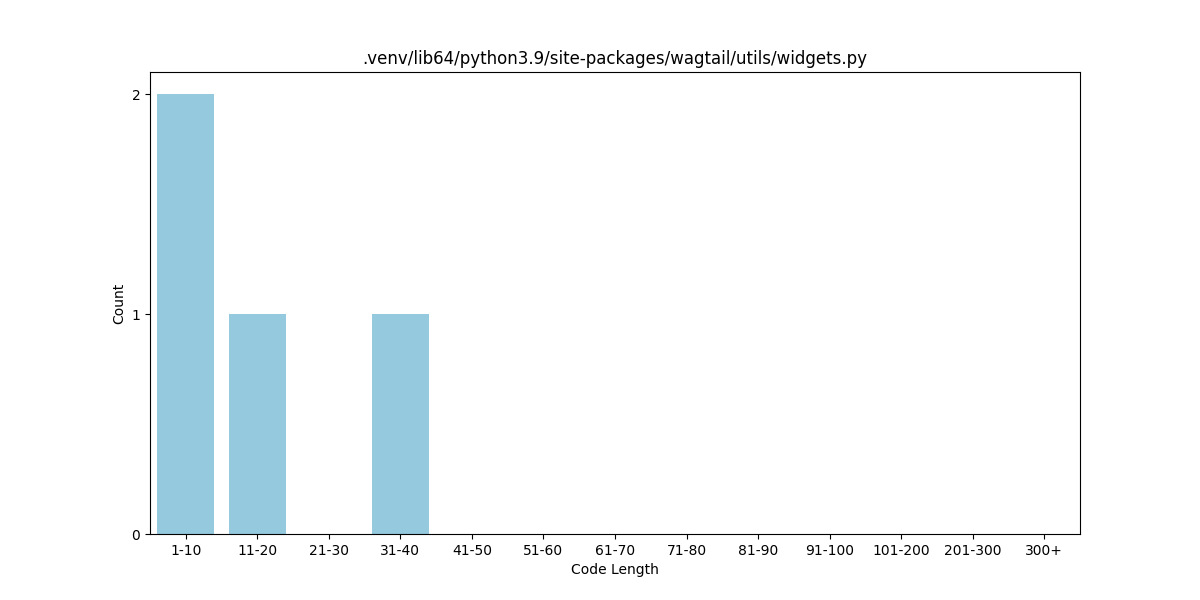 .venv/lib64/python3.9/site-packages/wagtail/utils/widgets.py
2
1
0
Count
1-10 11-20 21-30 31-40 41-50 51-60 61-70 71-80 81-90 91-100 101-200 201-300 300+
Code Length